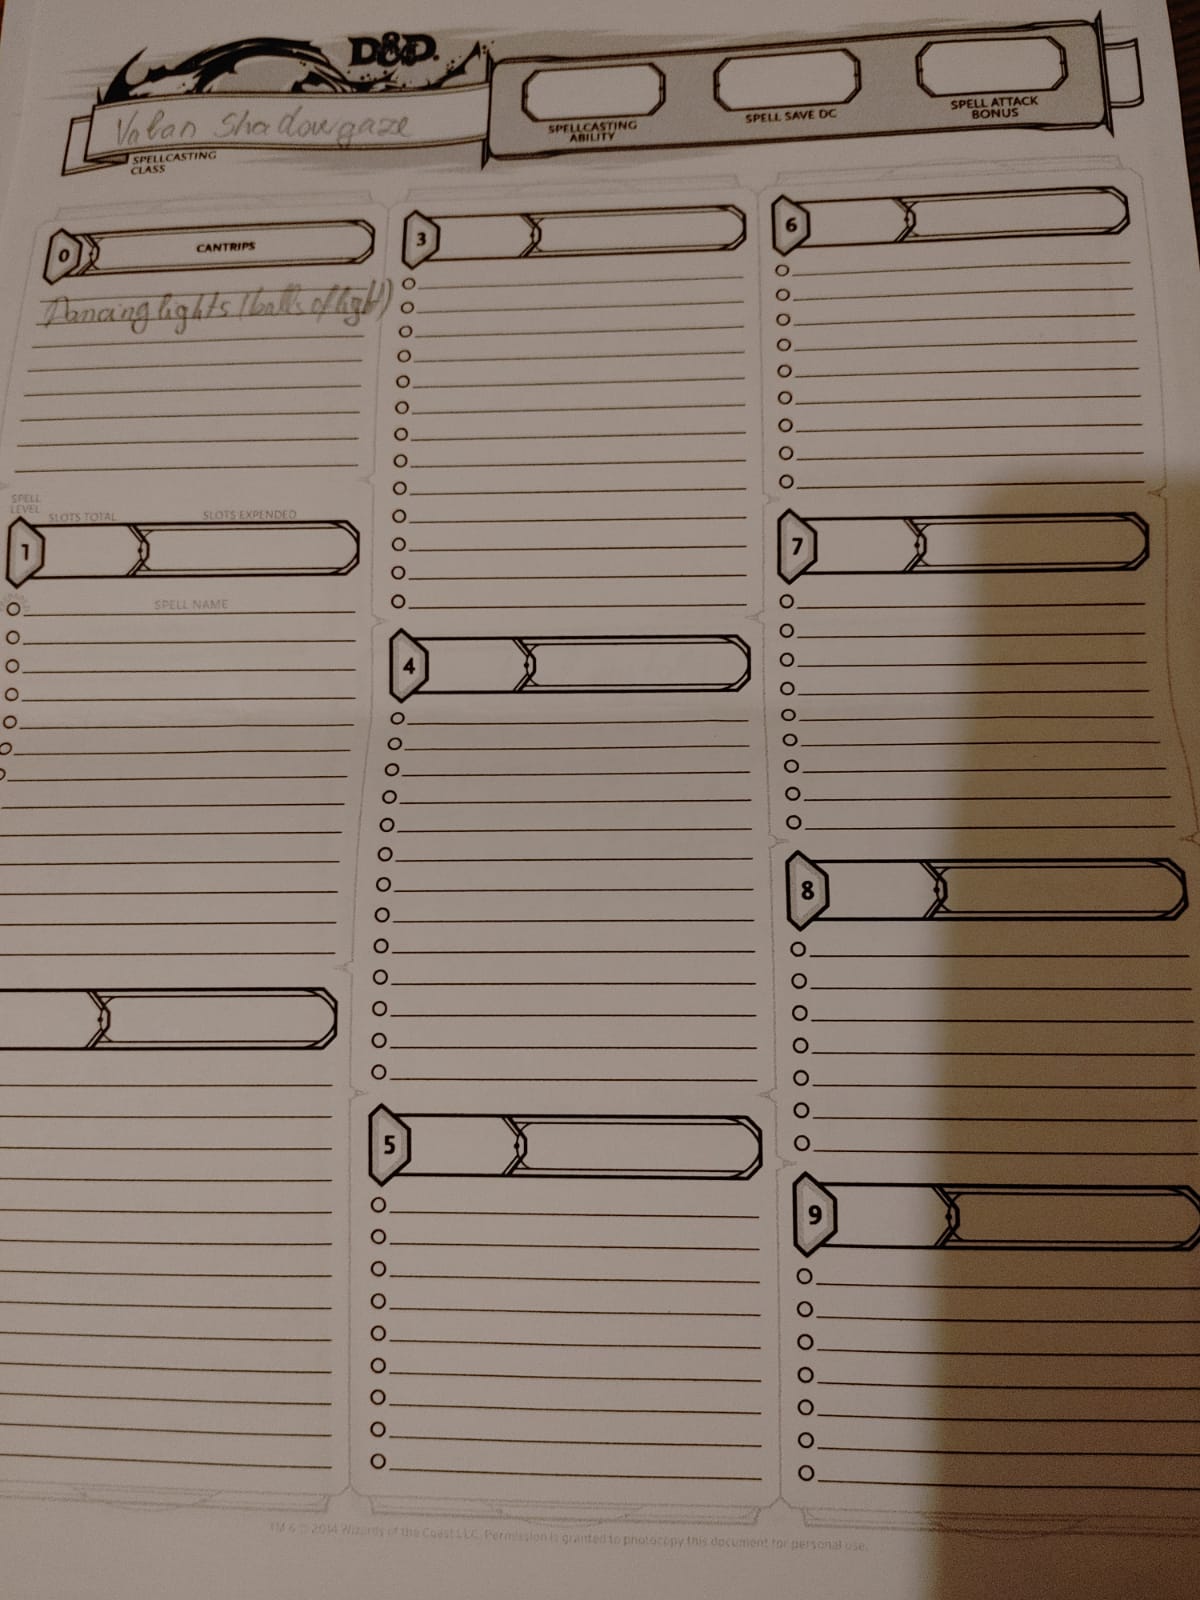 D&D
Valan Shadowgaze
SPELLCASTING
CLASS
SPELLCASTING
ABILITY
SPELL SAVE DC
SPELL ATTACK
BONUS
0 CANTRIPS
Dancing lights (balls of light)
SPELL
LEVEL
SLOTS TOTAL
SLOTS EXPENDED
1
SPELL NAME
3
4
5
6
7
8
9
TM & © 2014 Wizards of the Coast LLC. Permission is granted to photocopy this document for personal use.